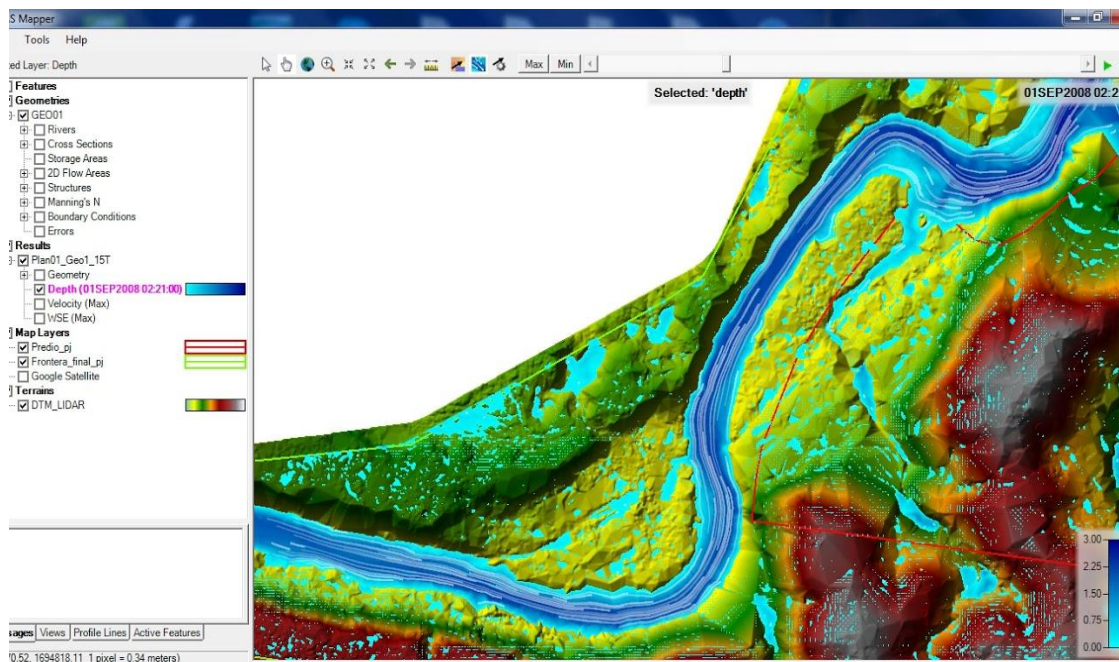 S Mapper
Tools Help
ed Layer: Depth
Max Min
Selected: 'depth'
01SEP2008 02:2
Features
Geometries
GEO01
Rivers
Cross Sections
Storage Areas
2D Flow Areas
Structures
Manning's N
Boundary Conditions
Errors
Results
Plan01_Geo1_15T
Geometry
Depth (01SEP2008 02:21:00)
Velocity (Max)
WSE (Max)
Map Layers
Predio_pj
Frontera_final_pj
Google Satellite
Terrains
DTM_LIDAR
3.00
2.25
1.50
0.75
0.00
sages Views Profile Lines Active Features
70.52, 1694818.11 1 pixel = 0.34 meters)